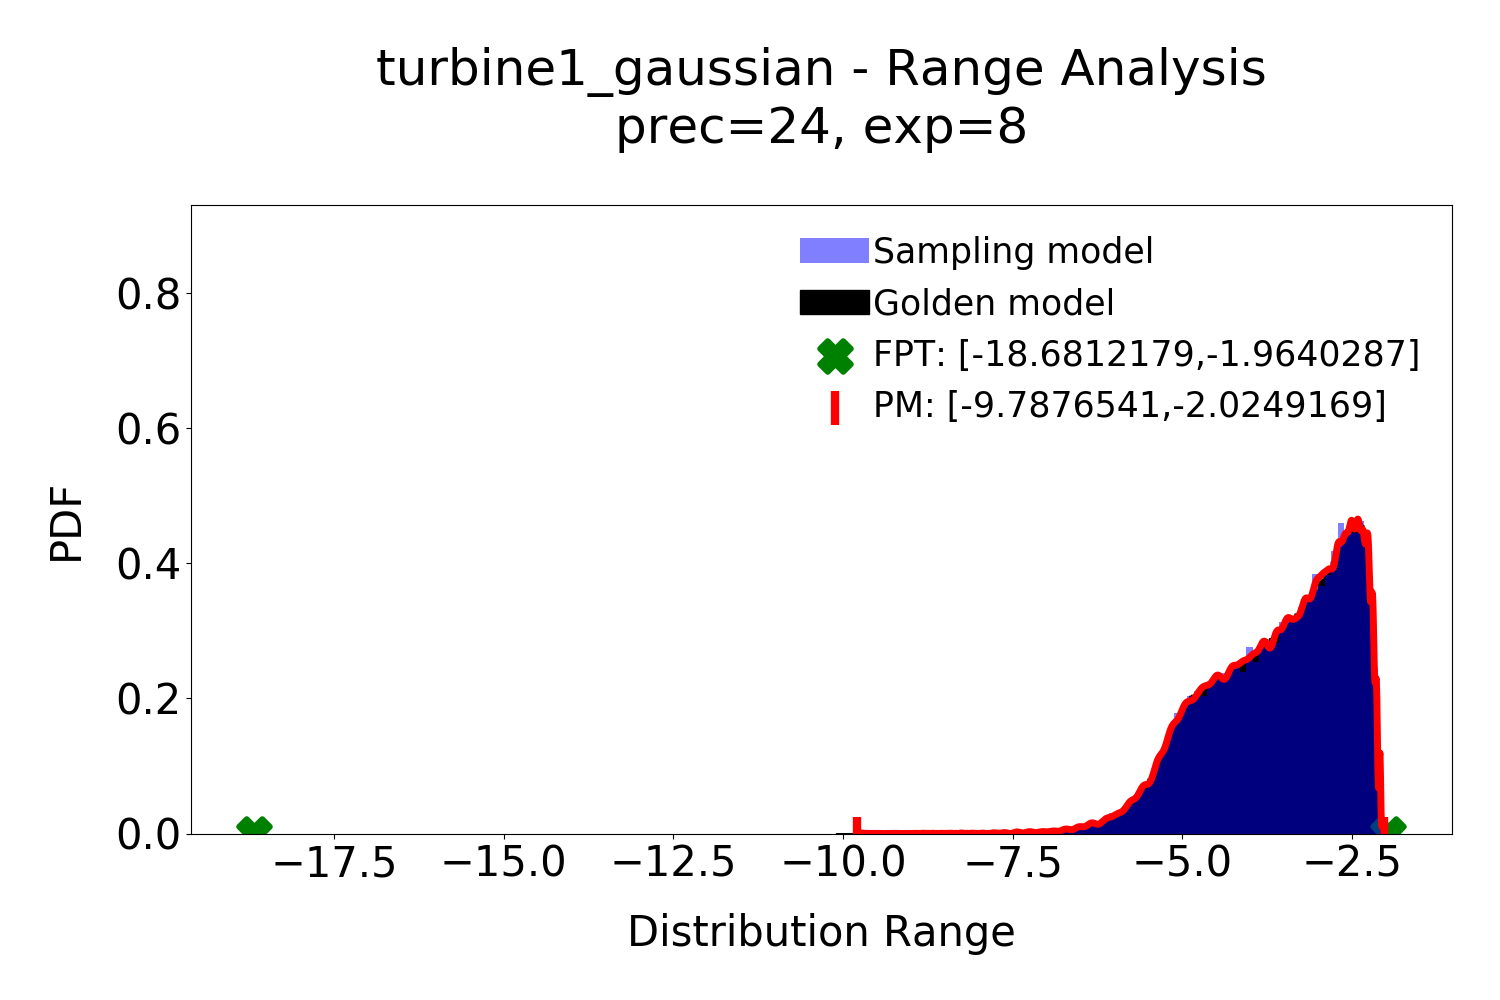 turbine1_gaussian - Range Analysis
prec=24, exp=8
Sampling model
Golden model
FPT: [-18.6812179,-1.9640287]
PM: [-9.7876541,-2.0249169]
PDF
0.8
0.6
0.4
0.2
0.0
−17.5 −15.0 −12.5 −10.0 −7.5 −5.0 −2.5
Distribution Range